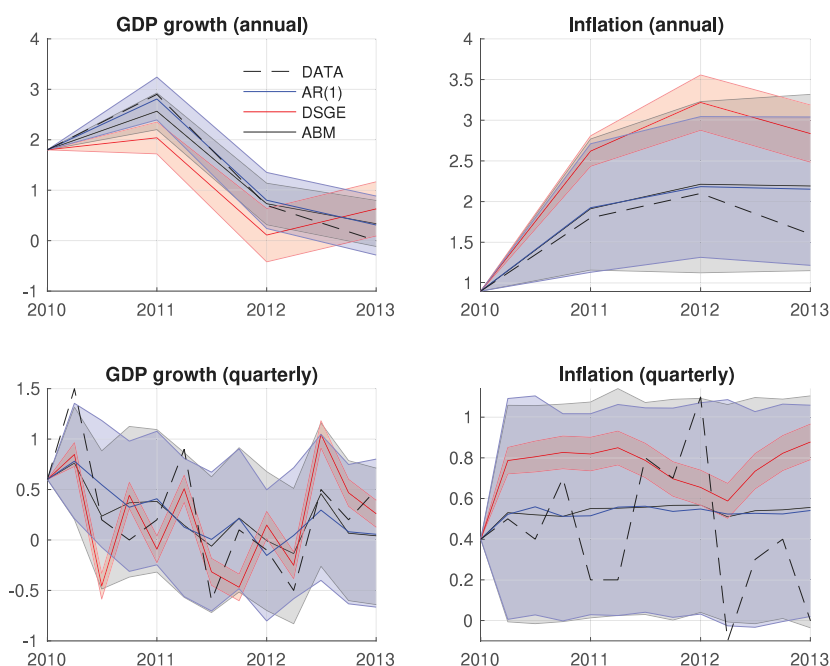 GDP growth (annual)
4
3
2
1
0
-1
2010 2011 2012 2013
DATA
AR(1)
DSGE
ABM
Inflation (annual)
4
3.5
3
2.5
2
1.5
1
2010 2011 2012 2013
GDP growth (quarterly)
1.5
1
0.5
0
-0.5
-1
2010 2011 2012 2013
Inflation (quarterly)
1
0.8
0.6
0.4
0.2
0
2010 2011 2012 2013